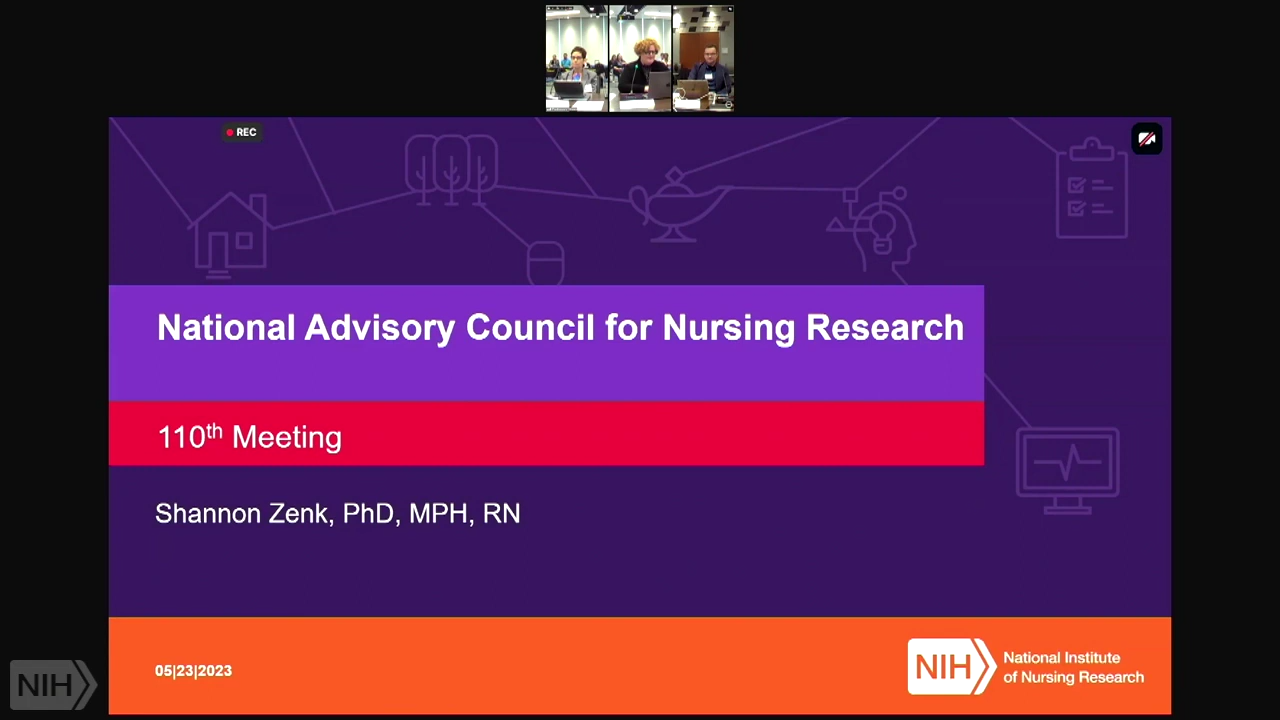 REC
National Advisory Council for Nursing Research
110th Meeting
Shannon Zenk, PhD, MPH, RN
05|23|2023
NIH
National Institute
of Nursing Research
NIH